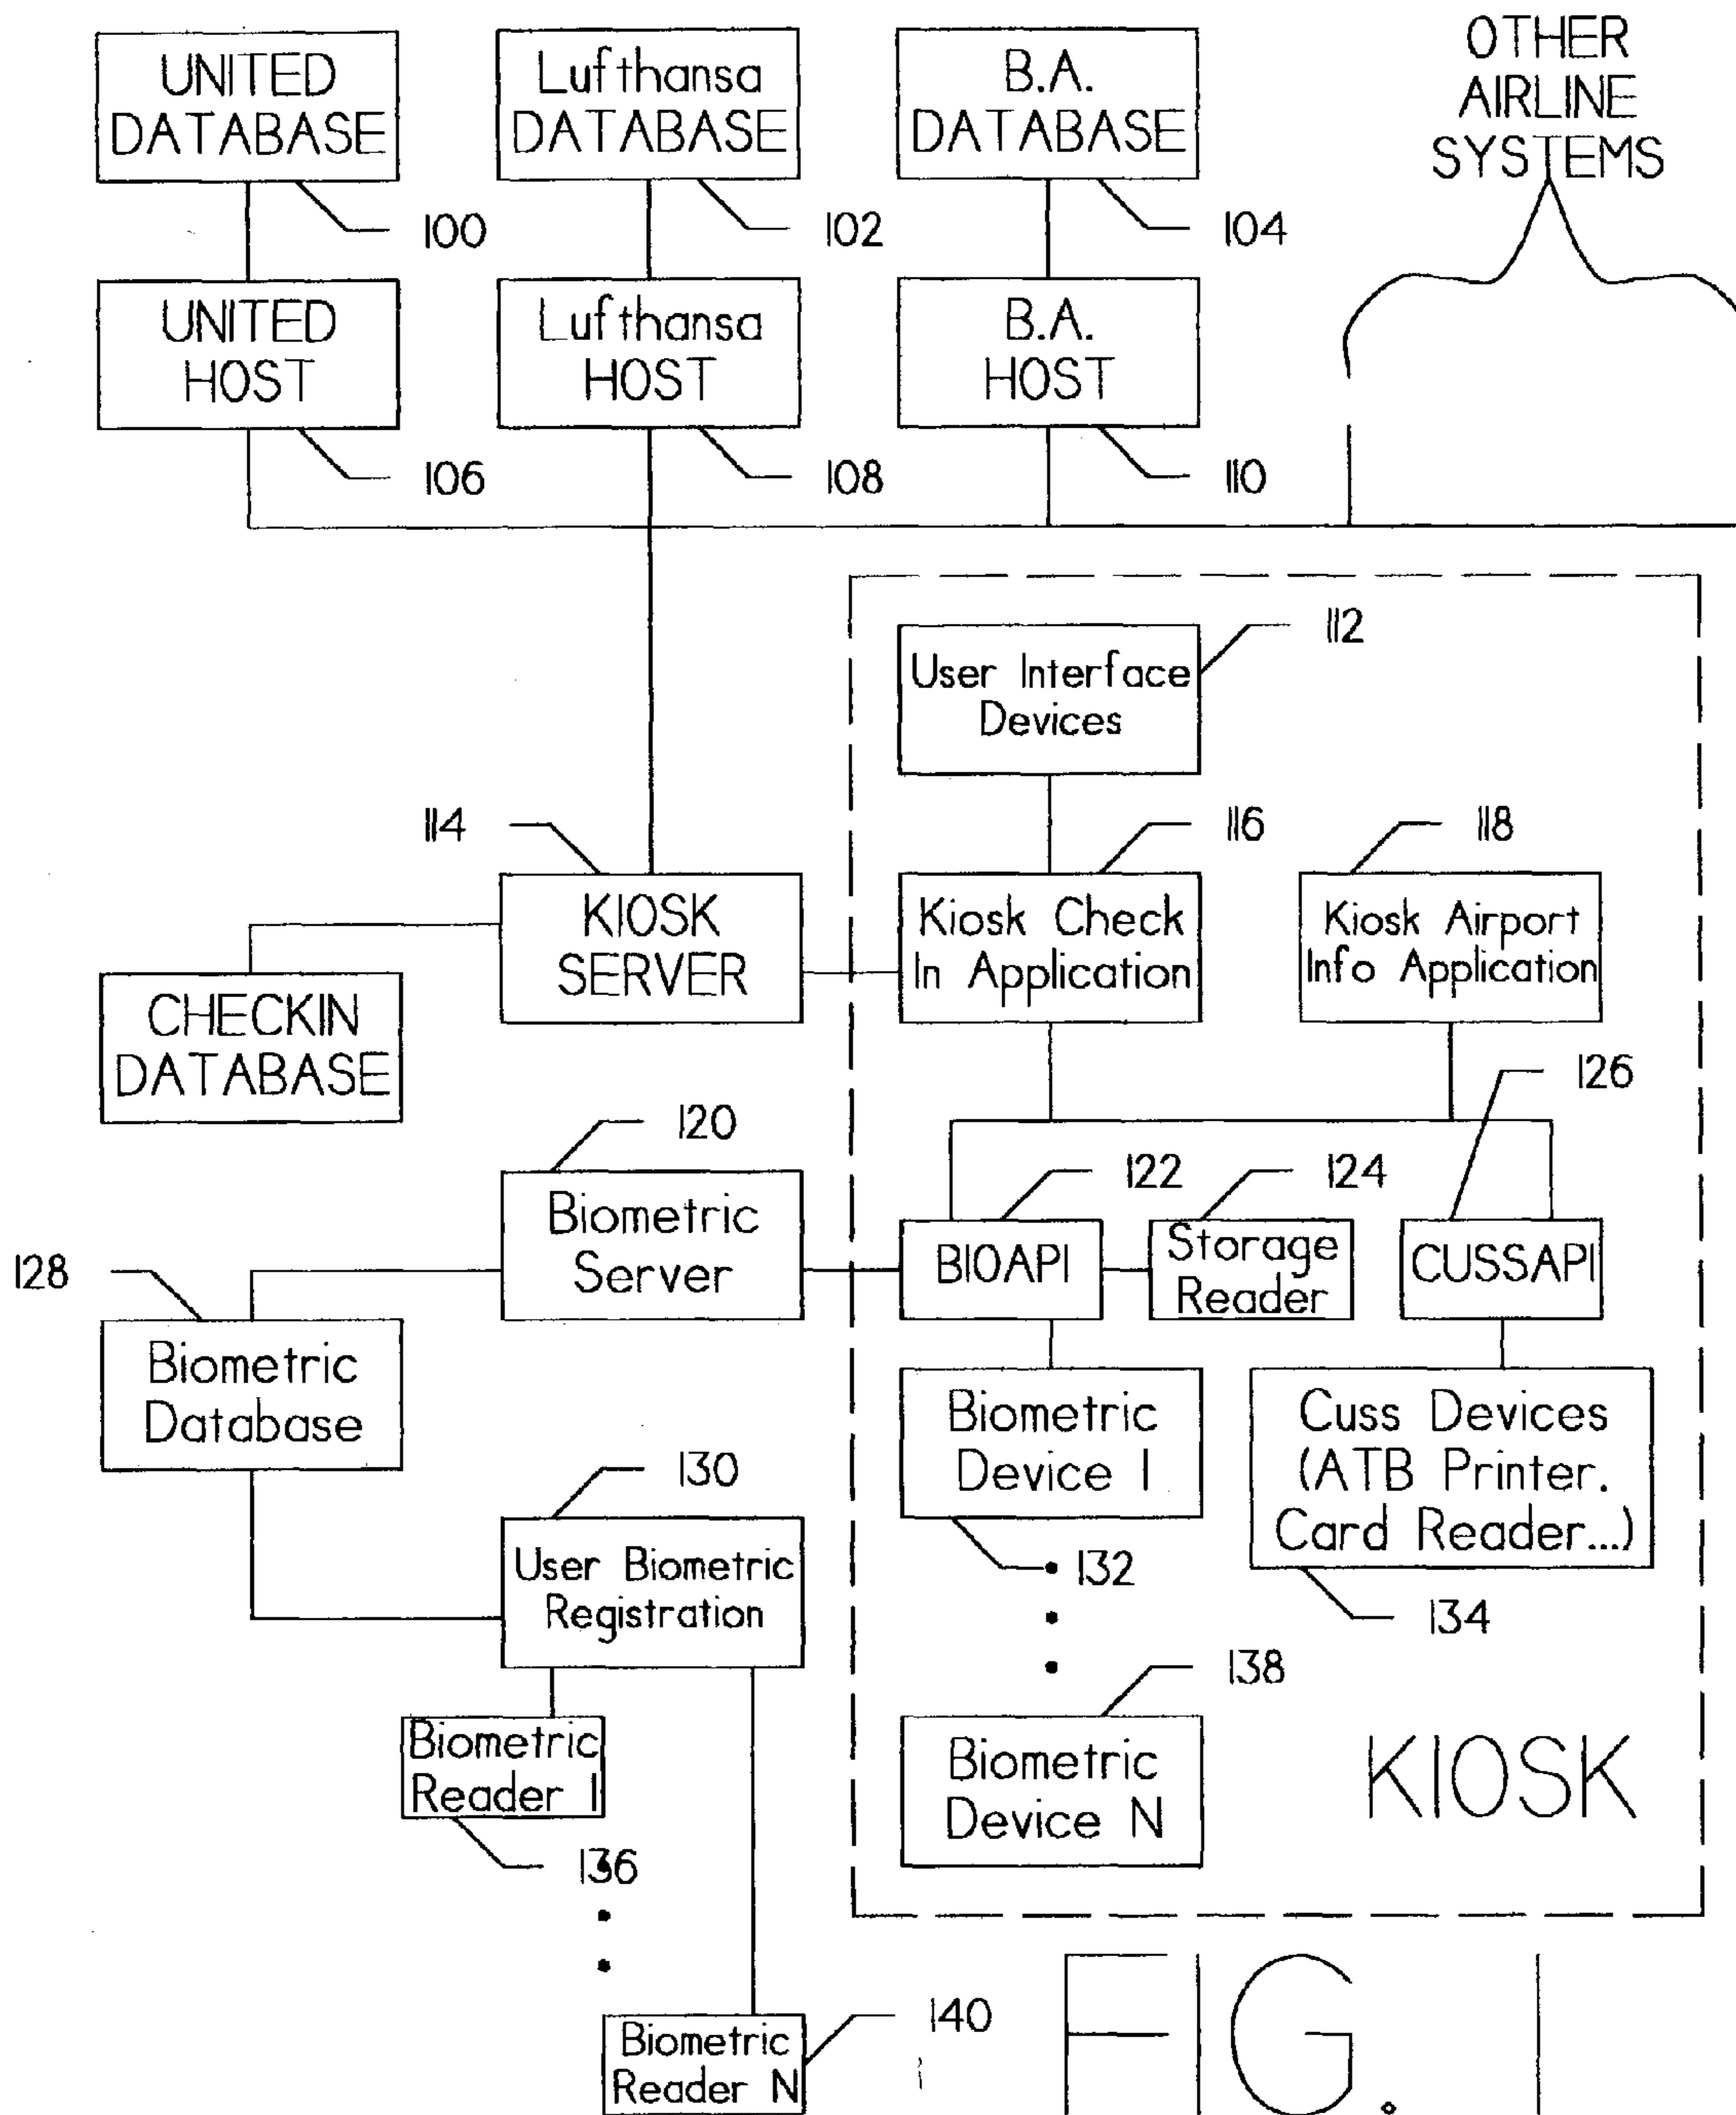 UNITED
DATABASE
100
Lufthansa
DATABASE
102
B.A.
DATABASE
104
OTHER
AIRLINE
SYSTEMS
UNITED
HOST
106
Lufthansa
HOST
108
B.A.
HOST
110
User Interface
Devices
112
114
KIOSK
SERVER
116
Kiosk Check
In Application
118
Kiosk Airport
Info Application
CHECKIN
DATABASE
120
Biometric
Server
122
BIOAPI
124
Storage
Reader
126
CUSSAPI
128
Biometric
Database
130
User Biometric
Registration
Biometric
Device 1
132
Cuss Devices
(ATB Printer.
Card Reader...)
134
Biometric
Reader 1
136
138
Biometric
Device N
KIOSK
Biometric
Reader N
140
FIG. 1